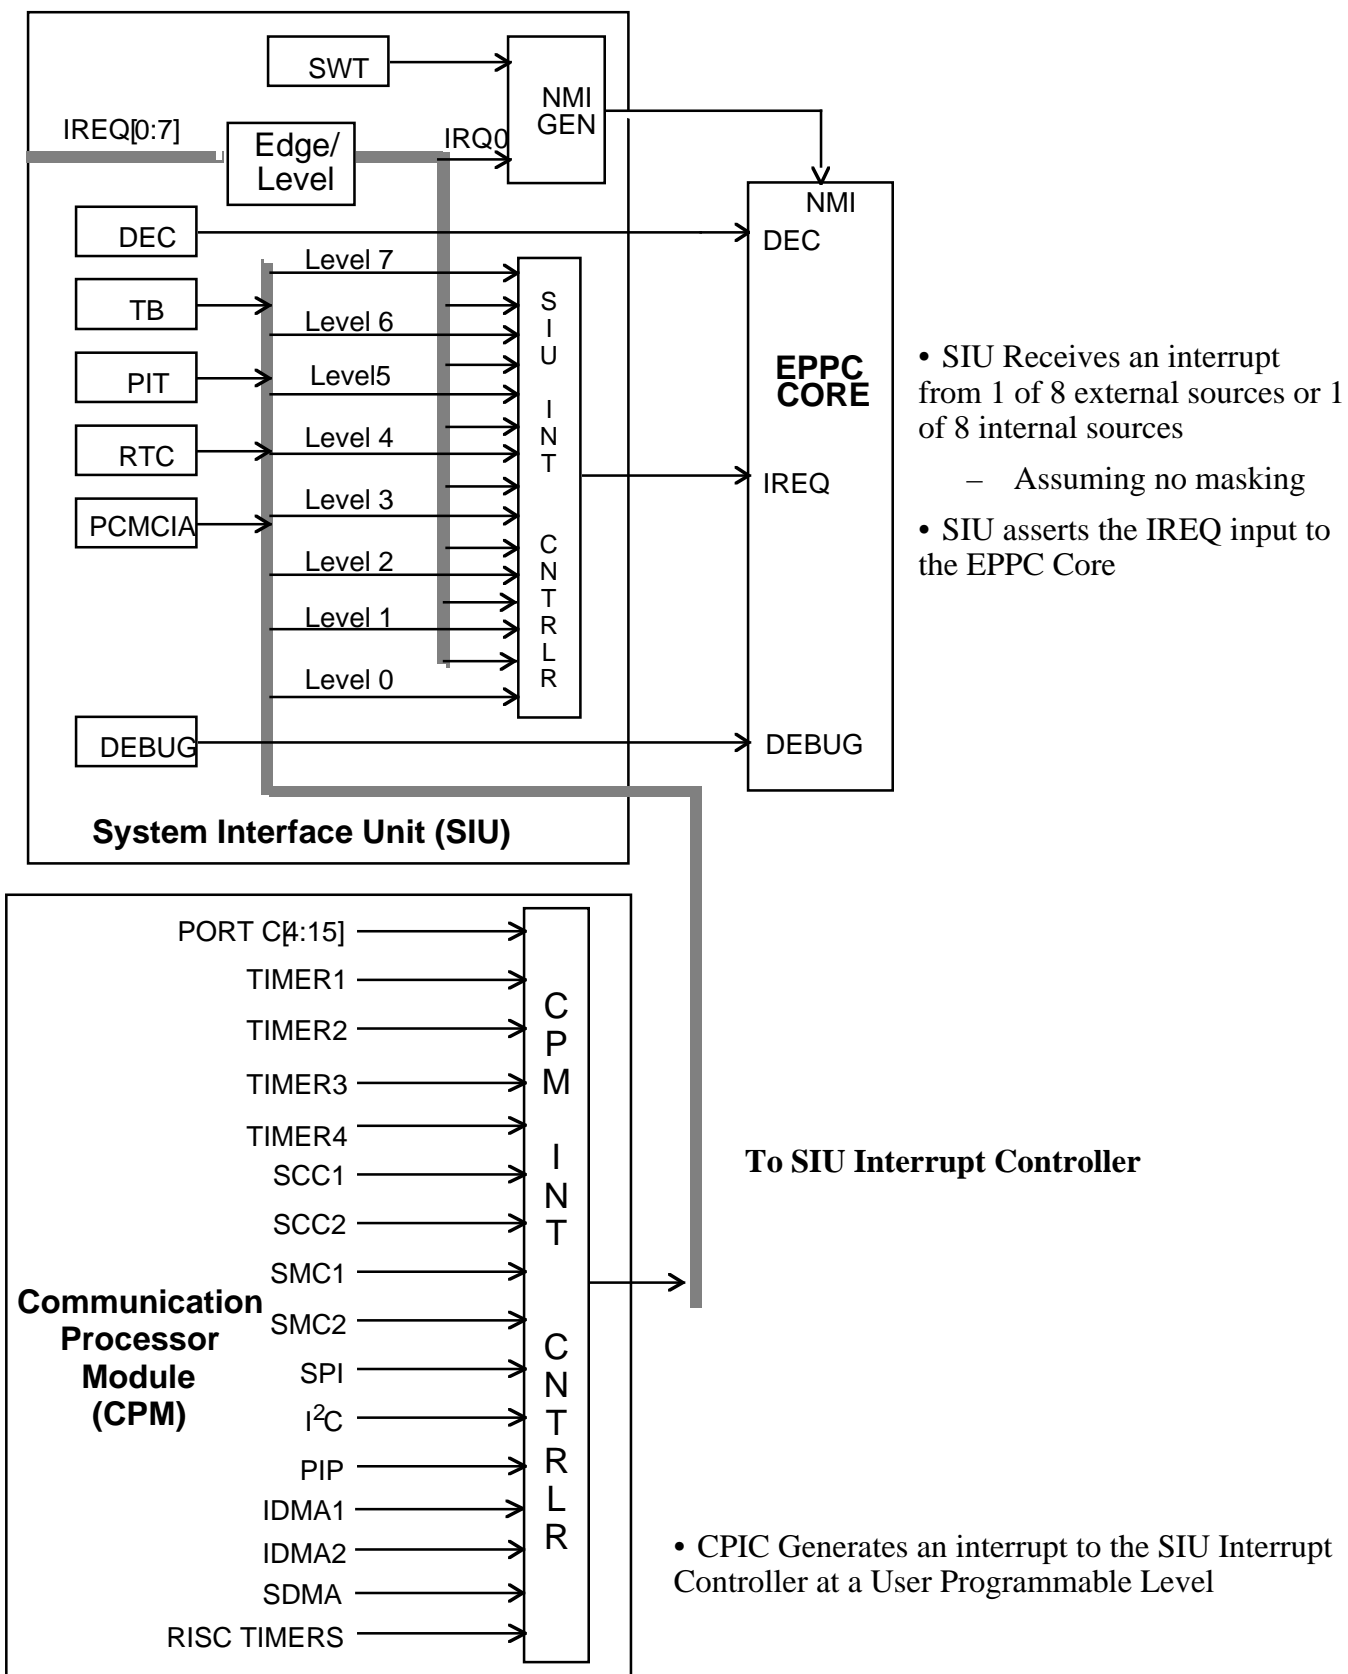 SWT
NMI
GEN
IREQ[0:7]
Edge/
Level
IRQ0
NMI
DEC
DEC
Level 7
TB
Level 6
PIT
Level5
RTC
Level 4
PCMCIA
Level 3
Level 2
Level 1
Level 0
S
I
U
I
N
T
C
N
T
R
L
R
EPPC
CORE
IREQ
DEBUG
DEBUG
System Interface Unit (SIU)
• SIU Receives an interrupt
from 1 of 8 external sources or 1
of 8 internal sources
– Assuming no masking
• SIU asserts the IREQ input to
the EPPC Core
PORT C[4:15]
TIMER1
TIMER2
TIMER3
TIMER4
SCC1
SCC2
SMC1
SMC2
SPI
I²C
PIP
IDMA1
IDMA2
SDMA
RISC TIMERS
C
P
M
I
N
T
C
N
T
R
L
R
Communication
Processor
Module
(CPM)
To SIU Interrupt Controller
• CPIC Generates an interrupt to the SIU Interrupt
Controller at a User Programmable Level